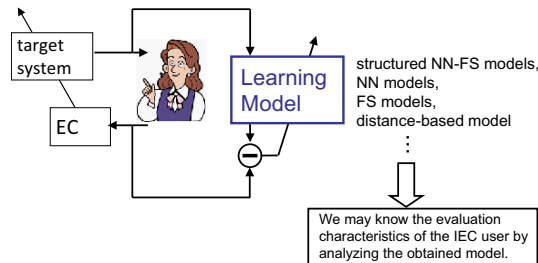 target
system
EC
Learning
Model
structured NN-FS models,
NN models,
FS models,
distance-based model
⋮
We may know the evaluation
characteristics of the IEC user by
analyzing the obtained model.